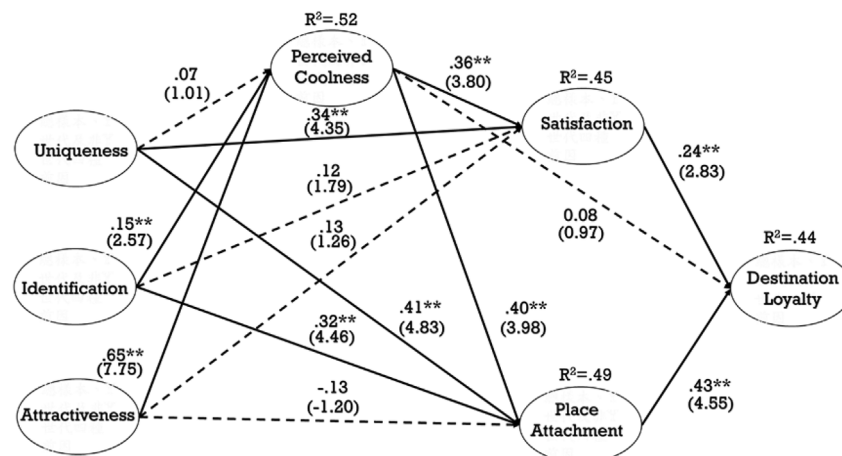 R²=.52
Perceived
Coolness
.07
(1.01)
.36**
(3.80)
R²=.45
Satisfaction
.34**
(4.35)
Uniqueness
.24**
(2.83)
.12
(1.79)
.13
(1.26)
0.08
(0.97)
.15**
(2.57)
R²=.44
Destination
Loyalty
Identification
.32**
(4.46)
.41**
(4.83)
.40**
(3.98)
.65**
(7.75)
R²=.49
-.13
(-1.20)
.43**
(4.55)
Attractiveness
Place
Attachment